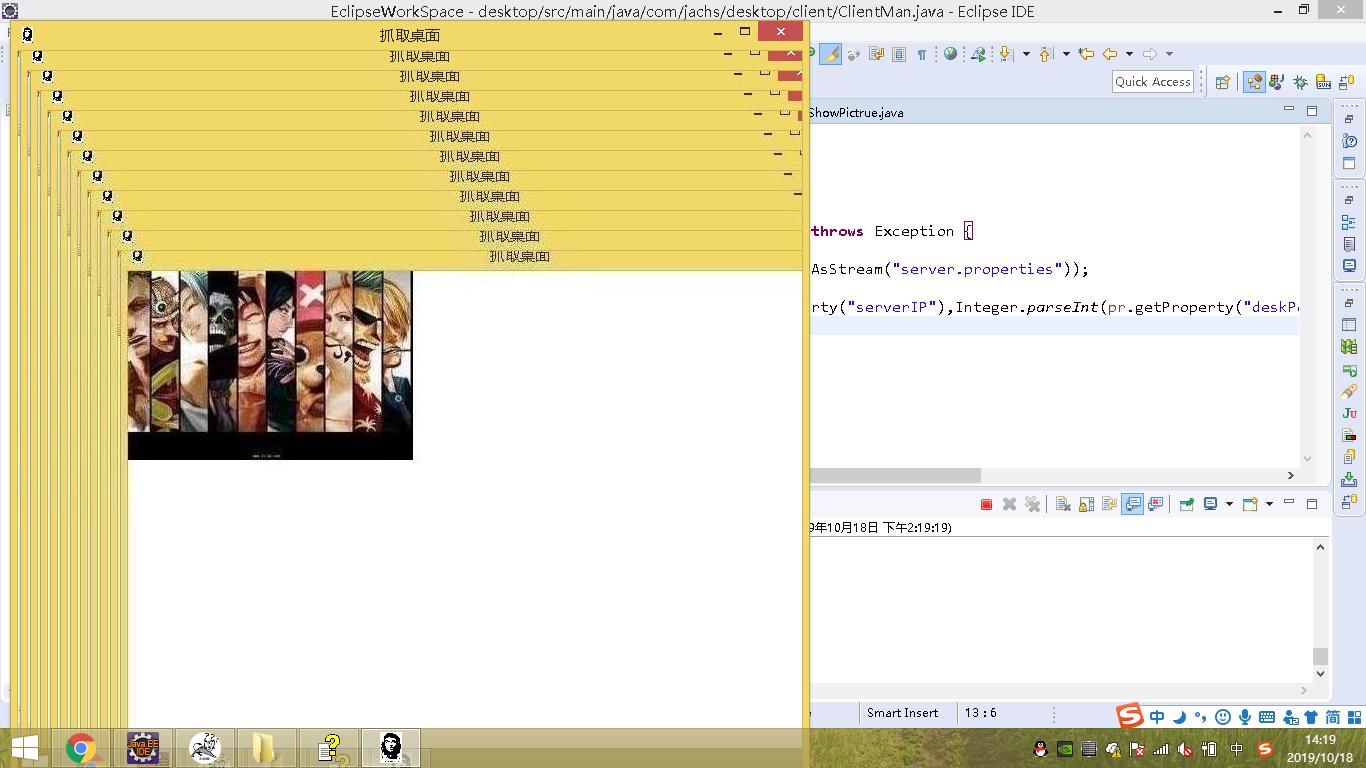 EclipseWorkSpace - desktop/src/main/java/com/jachs/desktop/client/ClientMan.java - Eclipse IDE
抓取桌面
抓取桌面
抓取桌面
抓取桌面
抓取桌面
抓取桌面
抓取桌面
抓取桌面
抓取桌面
抓取桌面
抓取桌面
抓取桌面
Quick Access
ShowPictrue.java
throws Exception {
AsStream("server.properties"));
rty("serverIP"),Integer.parseInt(pr.getProperty("deskP
9年10月18日 下午2:19:19)
Smart Insert
13 : 6
中
简
Java EE
IDE
中
14:19
2019/10/18